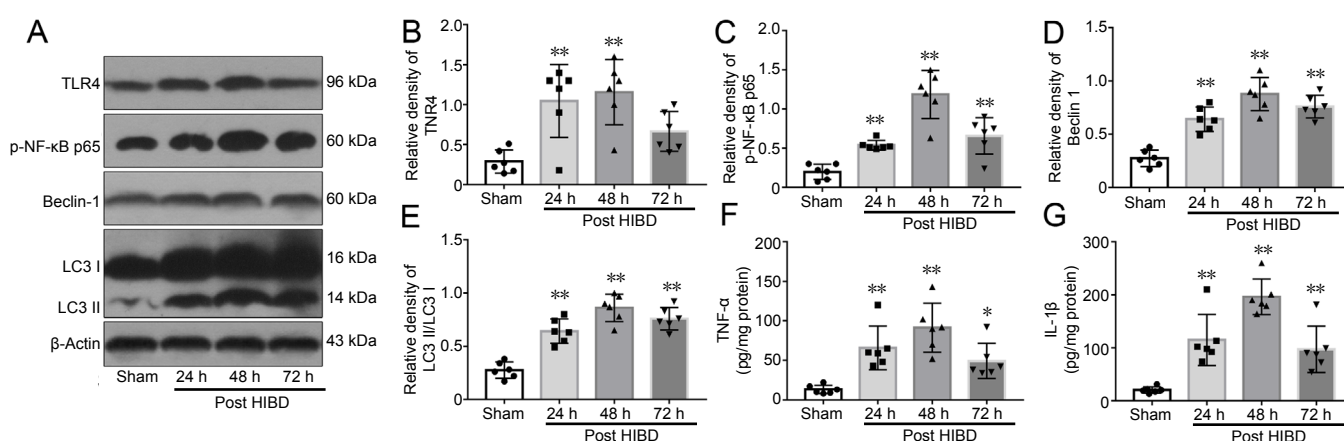 A
TLR4
96 kDa
p-NF-κB p65
60 kDa
Beclin-1
60 kDa
LC3 I
16 kDa
LC3 II
14 kDa
β-Actin
43 kDa
Sham 24 h 48 h 72 h
Post HIBD
B
Relative density of
TNR4
2.0
1.5
1.0
0.5
0
** **
Sham 24 h 48 h 72 h
Post HIBD
C
Relative density of
p-NF-κB p65
2.0
1.5
1.0
0.5
0
** ** **
Sham 24 h 48 h 72 h
Post HIBD
D
Relative density of
Beclin 1
1.5
1.0
0.5
0
** ** **
Sham 24 h 48 h 72 h
Post HIBD
E
Relative density of
LC3 II/LC3 I
1.5
1.0
0.5
0
** ** **
Sham 24 h 48 h 72 h
Post HIBD
F
TNF-α
(pg/mg protein)
200
150
100
50
0
** ** *
Sham 24 h 48 h 72 h
Post HIBD
G
IL-1β
(pg/mg protein)
300
200
100
0
** ** **
Sham 24 h 48 h 72 h
Post HIBD